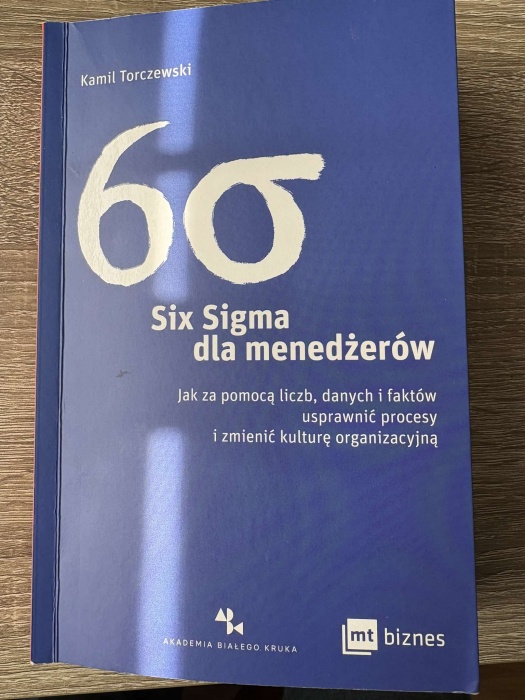 Kamil Torczewski
6σ
Six Sigma
dla menedżerów
Jak za pomocą liczb, danych i faktów
usprawnić procesy
i zmienić kulturę organizacyjną
AKADEMIA BIAŁEGO KRUKA
mt biznes